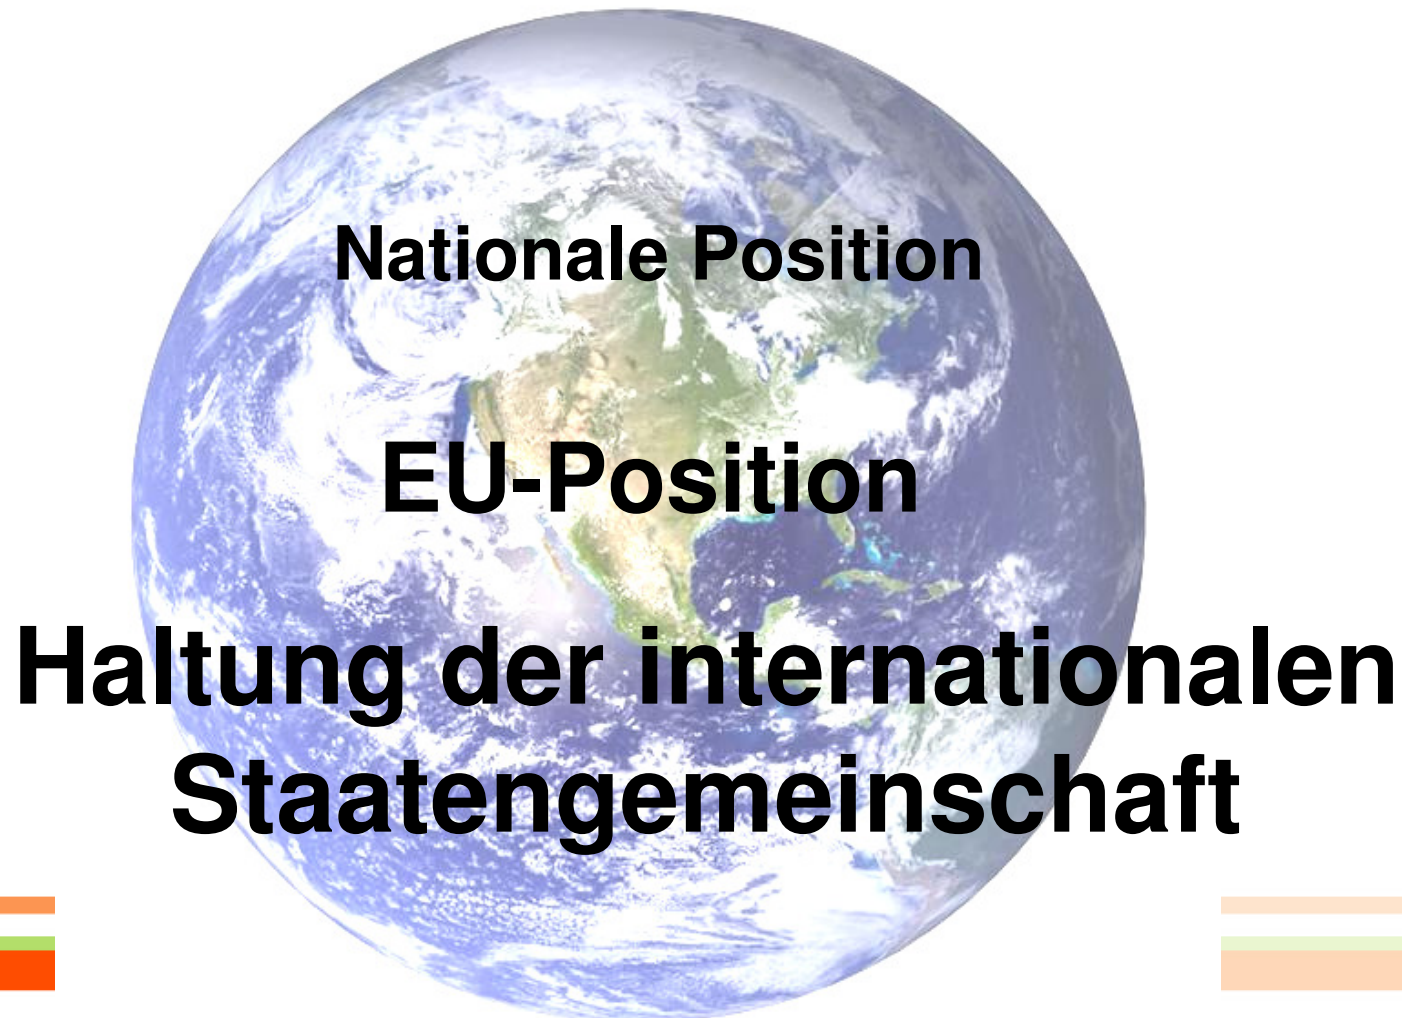 Nationale Position
EU-Position
Haltung der internationalen
Staatengemeinschaft